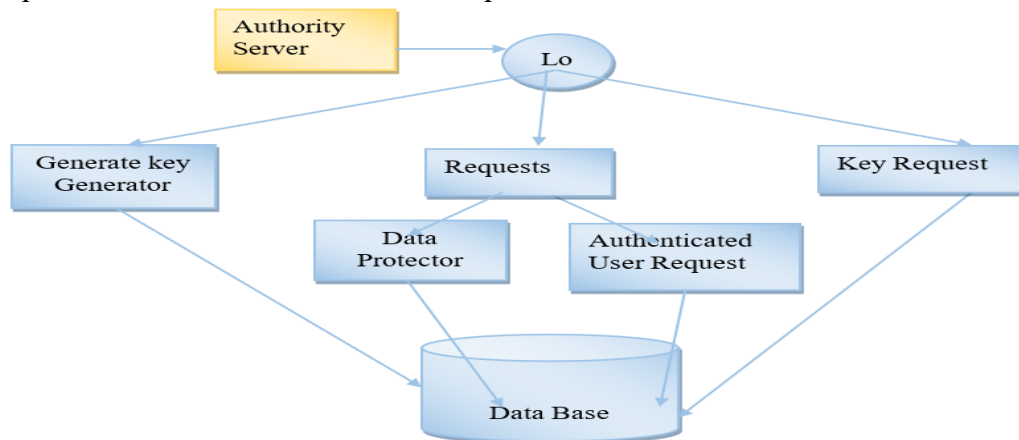 Authority
Server
Lo
Generate key
Generator
Requests
Key Request
Data
Protector
Authenticated
User Request
Data Base